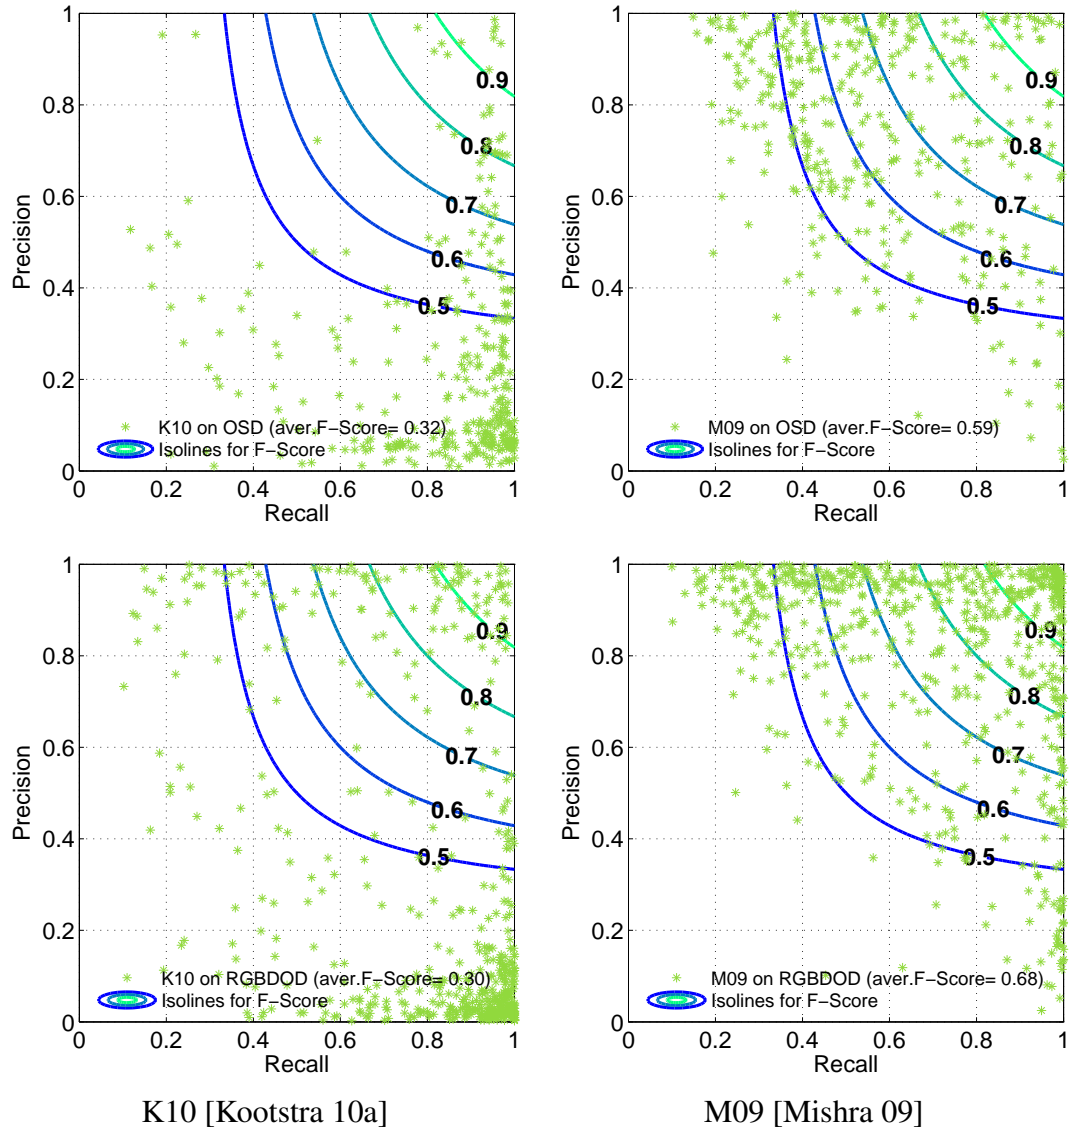 1
0.8
0.6
0.4
0.2
0
Precision
0.9
0.8
0.7
0.6
0.5
K10 on OSD (aver.F−Score= 0.32)
Isolines for F−Score
0 0.2 0.4 0.6 0.8 1
Recall
1
0.8
0.6
0.4
0.2
0
Precision
0.9
0.8
0.7
0.6
0.5
M09 on OSD (aver.F−Score= 0.59)
Isolines for F−Score
0 0.2 0.4 0.6 0.8 1
Recall
1
0.8
0.6
0.4
0.2
0
Precision
0.9
0.8
0.7
0.6
0.5
K10 on RGBDOD (aver.F−Score= 0.30)
Isolines for F−Score
0 0.2 0.4 0.6 0.8 1
Recall
1
0.8
0.6
0.4
0.2
0
Precision
0.9
0.8
0.7
0.6
0.5
M09 on RGBDOD (aver.F−Score= 0.68)
Isolines for F−Score
0 0.2 0.4 0.6 0.8 1
Recall
K10 [Kootstra 10a]
M09 [Mishra 09]